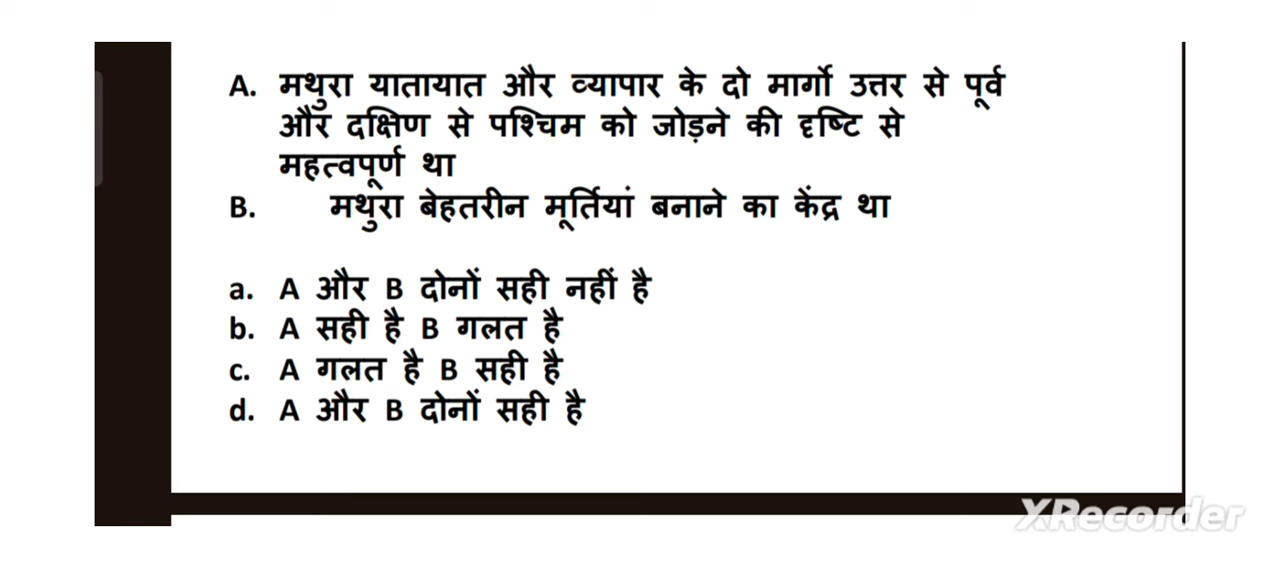 A. मथुरा यातायात और व्यापार के दो मार्गो उत्तर से पूर्व
और दक्षिण से पश्चिम को जोड़ने की दृष्टि से
महत्वपूर्ण था
B. मथुरा बेहतरीन मूर्तियां बनाने का केंद्र था
a. A और B दोनों सही नहीं है
b. A सही है B गलत है
c. A गलत है B सही है
d. A और B दोनों सही है
XRecorder